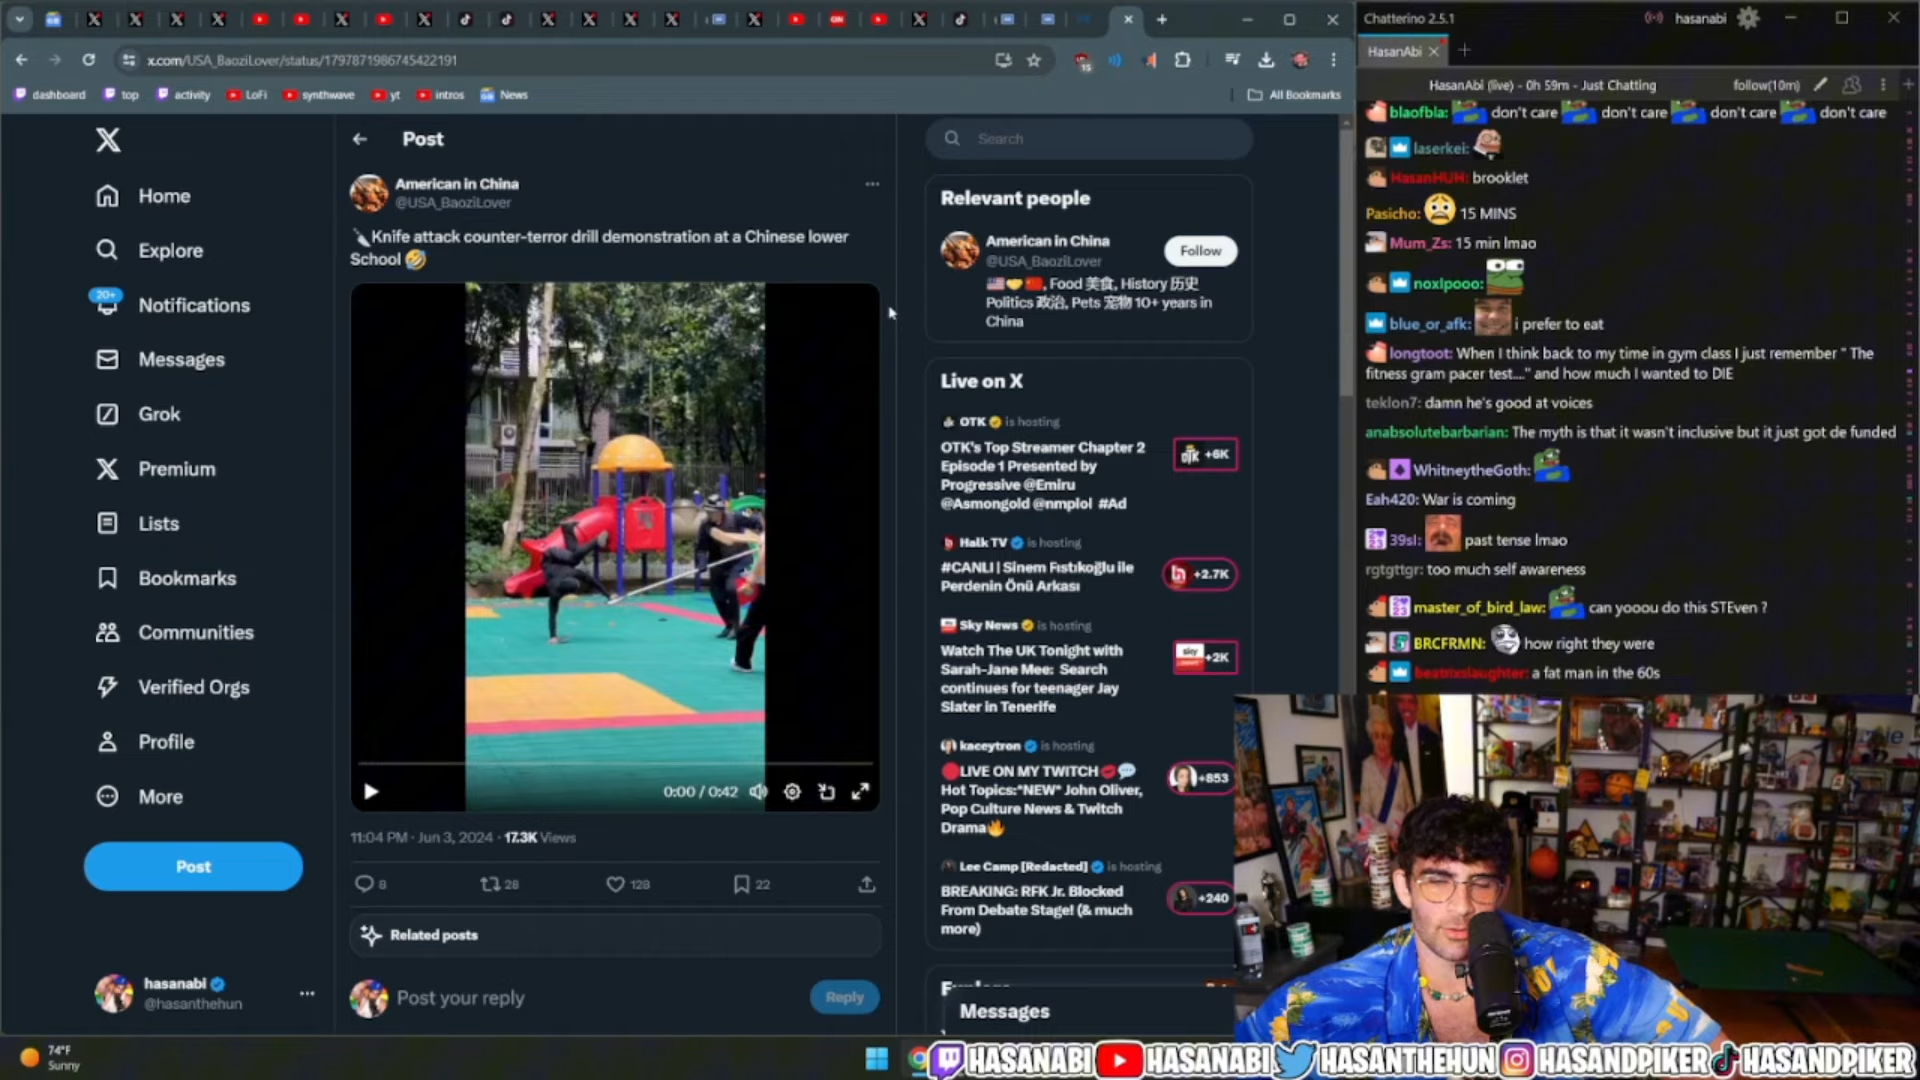 x.com/USA_BaoziLover/status/1797871986745422191
15
dashboard
top
activity
LoFi
synthwave
yt
intros
News
All Bookmarks
Home
Explore
20+
Notifications
Messages
Grok
Premium
Lists
Bookmarks
Communities
Verified Orgs
Profile
More
Post
hasanabi
@hasanthehun
74°F
Sunny
Post
American in China
@USA_BaoziLover
Knife attack counter-terror drill demonstration at a Chinese lower
School 🤣
0:00 / 0:42
11:04 PM · Jun 3, 2024 · 17.3K Views
8
28
128
22
Related posts
Post your reply
Reply
Search
Relevant people
American in China
@USA_BaoziLover
Follow
🇺🇸🤝🇨🇳, Food 美食, History 历史
Politics 政治, Pets 宠物 10+ years in
China
Live on X
OTK is hosting
OTK's Top Streamer Chapter 2
Episode 1 Presented by
Progressive @Emiru
@Asmongold @nmplol #Ad
+6K
Halk TV is hosting
#CANLI | Sinem Fıstıkoğlu ile
Perdenin Önü Arkası
+2.7K
Sky News is hosting
Watch The UK Tonight with
Sarah-Jane Mee: Search
continues for teenager Jay
Slater in Tenerife
+2K
kaceytron is hosting
🔴LIVE ON MY TWITCH💋💬
Hot Topics:*NEW* John Oliver,
Pop Culture News & Twitch
Drama🔥
+853
Lee Camp [Redacted] is hosting
BREAKING: RFK Jr. Blocked
From Debate Stage! (& much
more)
+240
Messages
Chatterino 2.5.1
hasanabi
HasanAbi
HasanAbi (live) - 0h 59m - Just Chatting
follow(10m)
blaofbla: don't care don't care don't care don't care
laserkei:
HasanHUH: brooklet
Pasicho: 15 MINS
Mum_Zs: 15 min lmao
noxlpooo:
blue_or_afk: i prefer to eat
longtoot: When I think back to my time in gym class I just remember " The
fitness gram pacer test...." and how much I wanted to DIE
teklon7: damn he's good at voices
anabsolutebarbarian: The myth is that it wasn't inclusive but it just got de funded
WhitneytheGoth:
Eah420: War is coming
39sl: past tense lmao
rgtgttgr: too much self awareness
master_of_bird_law: can yooou do this STEven ?
BRCFRMN: how right they were
beatrixslaughter: a fat man in the 60s
HASANABI HASANABI HASANTHEHUN HASANDPIKER HASANDPIKER